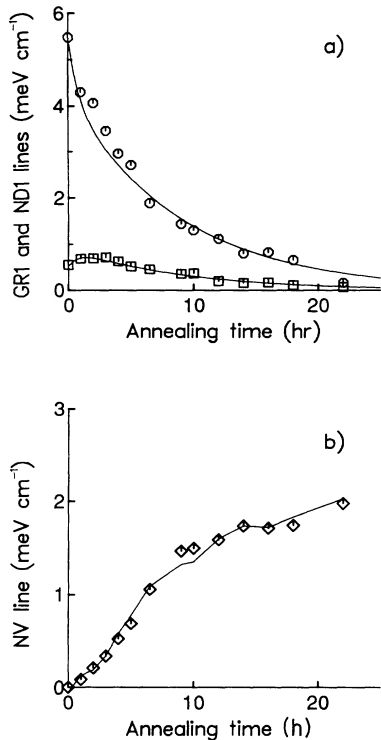 a)
GR1 and ND1 lines (meV cm⁻¹)
6
4
2
0
0 10 20
Annealing time (hr)
b)
NV line (meV cm⁻¹)
3
2
1
0
0 10 20
Annealing time (h)